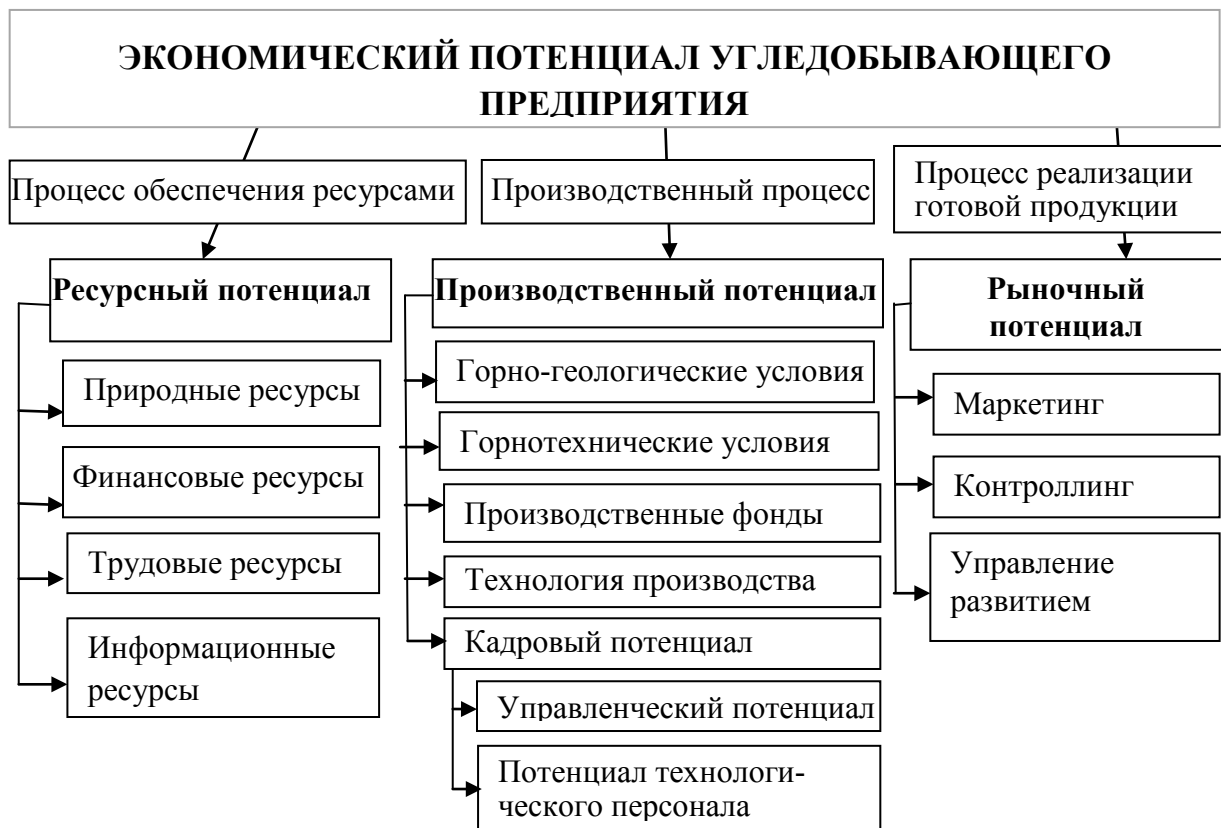 ЭКОНОМИЧЕСКИЙ ПОТЕНЦИАЛ УГЛЕДОБЫВАЮЩЕГО
ПРЕДПРИЯТИЯ
Процесс обеспечения ресурсами
Производственный процесс
Процесс реализации
готовой продукции
Ресурсный потенциал
Природные ресурсы
Финансовые ресурсы
Трудовые ресурсы
Информационные
ресурсы
Производственный потенциал
Горно-геологические условия
Горнотехнические условия
Производственные фонды
Технология производства
Кадровый потенциал
Управленческий потенциал
Потенциал технологи-
ческого персонала
Рыночный
потенциал
Маркетинг
Контроллинг
Управление
развитием